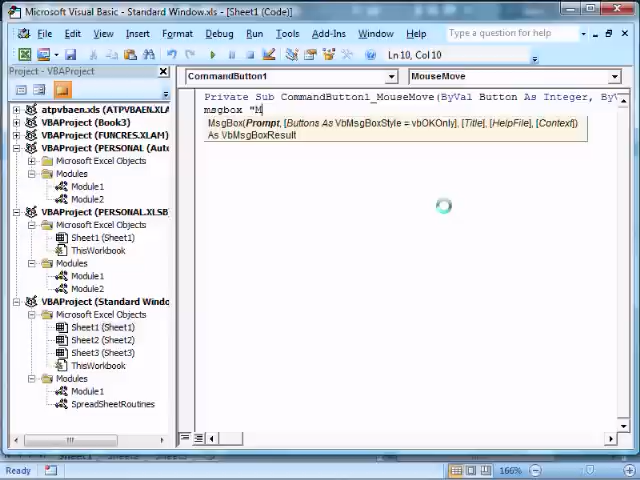 Microsoft Visual Basic - Standard Window.xls - [Sheet1 (Code)]
File Edit View Insert Format Debug Run Tools Add-Ins Window Help
Type a question for help
Ln 10, Col 10
Project - VBAProject
CommandButton1
MouseMove
atpvbaen.xls (ATPVBAEN.XLA
VBAProject (Book3)
VBAProject (FUNCRES.XLAM)
VBAProject (PERSONAL (Auto
Microsoft Excel Objects
Modules
Module1
Module2
VBAProject (PERSONAL.XLSB
Microsoft Excel Objects
Sheet1 (Sheet1)
ThisWorkbook
Modules
Module1
Module2
VBAProject (Standard Windo
Microsoft Excel Objects
Sheet1 (Sheet1)
Sheet2 (Sheet2)
Sheet3 (Sheet3)
ThisWorkbook
Modules
Module1
SpreadSheetRoutines
Private Sub CommandButton1_MouseMove(ByVal Button As Integer, ByV
msgbox "M
MsgBox(Prompt, [Buttons As VbMsgBoxStyle = vbOKOnly], [Title], [HelpFile], [Context])
As VbMsgBoxResult
Ready
166%